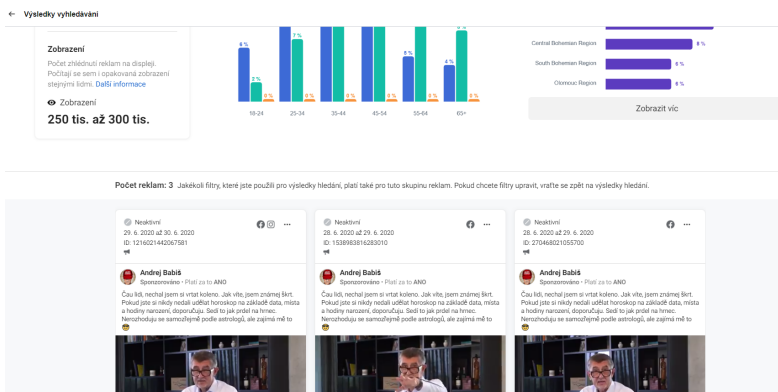 ← Výsledky vyhledávání
Zobrazení
Počet zhlédnutí reklam na displeji.
Počítají se sem i opakovaná zobrazení
stejnými lidmi. Další informace
Zobrazení
250 tis. až 300 tis.
6 %
2 %
0 %
7 %
0 %
0 %
0 %
5 %
0 %
4 %
0 %
18-24
25-34
35-44
45-54
55-64
65+
Central Bohemian Region
8 %
South Bohemian Region
6 %
Olomouc Region
6 %
Zobrazit víc
Počet reklam: 3 Jakékoli filtry, které jste použili pro výsledky hledání, platí také pro tuto skupinu reklam. Pokud chcete filtry upravit, vraťte se zpět na výsledky hledání.
Neaktivní
29. 6. 2020 až 30. 6. 2020
ID: 1216021442067581
Andrej Babiš
Sponzorováno • Platí za to ANO
Čau lidi, nechal jsem si vrtat koleno. Jak víte, jsem známej škrt.
Pokud jste si nikdy nedali udělat horoskop na základě data, místa
a hodiny narození, doporučuju. Sedí to jak prdel na hrnec.
Nerozhoduju se samozřejmě podle astrologů, ale zajímá mě to
😎
Neaktivní
28. 6. 2020 až 29. 6. 2020
ID: 1538983816283010
Andrej Babiš
Sponzorováno • Platí za to ANO
Čau lidi, nechal jsem si vrtat koleno. Jak víte, jsem známej škrt.
Pokud jste si nikdy nedali udělat horoskop na základě data, místa
a hodiny narození, doporučuju. Sedí to jak prdel na hrnec.
Nerozhoduju se samozřejmě podle astrologů, ale zajímá mě to
😎
Neaktivní
28. 6. 2020 až 29. 6. 2020
ID: 270468021055700
Andrej Babiš
Sponzorováno • Platí za to ANO
Čau lidi, nechal jsem si vrtat koleno. Jak víte, jsem známej škrt.
Pokud jste si nikdy nedali udělat horoskop na základě data, místa
a hodiny narození, doporučuju. Sedí to jak prdel na hrnec.
Nerozhoduju se samozřejmě podle astrologů, ale zajímá mě to
😎